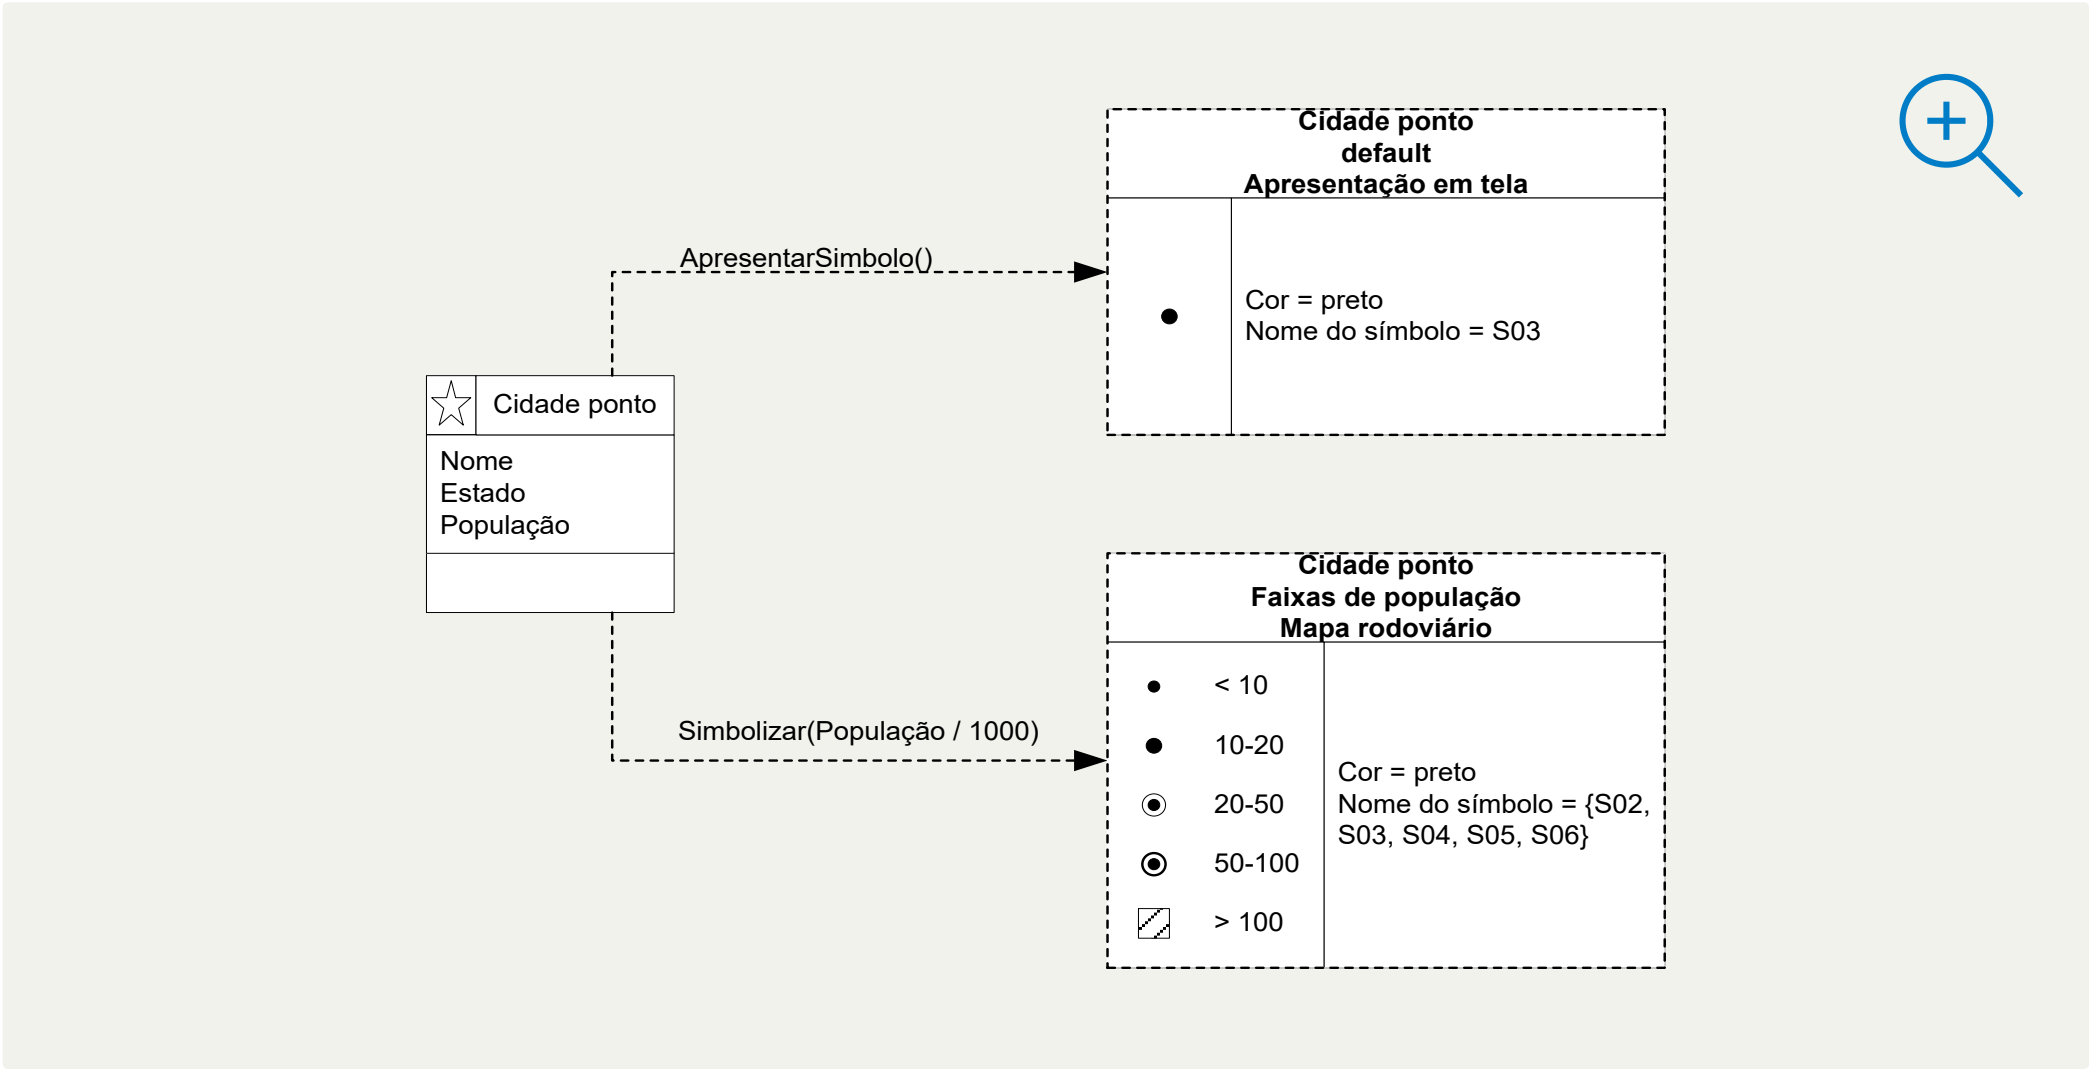 Cidade ponto
default
Apresentação em tela
ApresentarSimbolo()
Cor = preto
Nome do símbolo = S03
Cidade ponto
Nome
Estado
População
Cidade ponto
Faixas de população
Mapa rodoviário
Simbolizar(População / 1000)
< 10
10-20
20-50
50-100
> 100
Cor = preto
Nome do símbolo = {S02,
S03, S04, S05, S06}